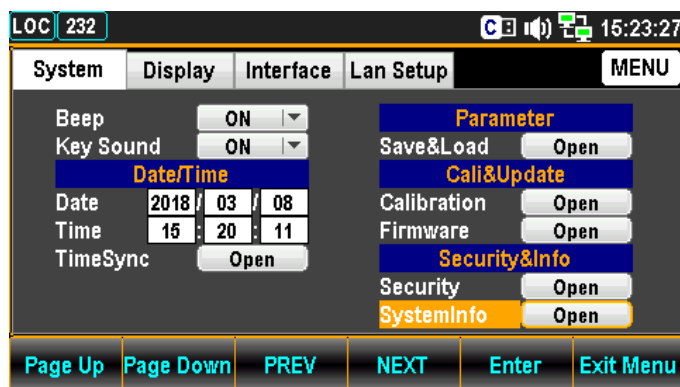 LOC 232 C 15:23:27
System Display Interface Lan Setup MENU
Beep ON
Key Sound ON
Date/Time
Date 2018 / 03 / 08
Time 15 : 20 : 11
TimeSync Open
Parameter
Save&Load Open
Cali&Update
Calibration Open
Firmware Open
Security&Info
Security Open
SystemInfo Open
Page Up Page Down PREV NEXT Enter Exit Menu